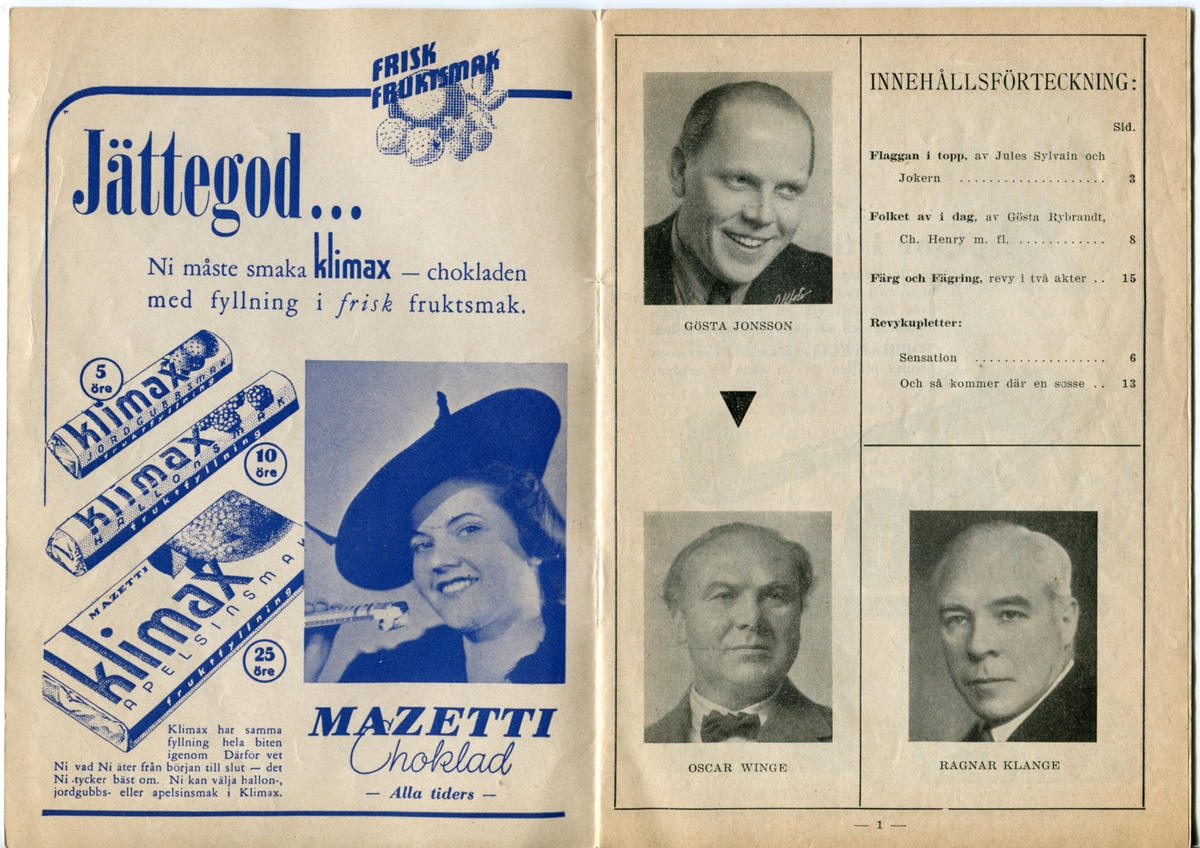 FRISK
FRUKTSMAK
Jättegod...
Ni måste smaka klimax — chokladen
med fyllning i frisk fruktsmak.
5
öre
klimax
JORDGUBBSMAK
fruktfyllning
10
öre
klimax
HALLONSMAK
fruktfyllning
MAZETTI
klimax
APELSINSMAK
fruktfyllning
25
öre
Klimax har samma
fyllning hela biten
igenom Därför vet
Ni vad Ni äter från början till slut — det
Ni tycker bäst om. Ni kan välja hallon-,
jordgubbs- eller apelsinsmak i Klimax.
MAZETTI
Choklad
— Alla tiders —
GÖSTA JONSSON
OSCAR WINGE
INNEHÅLLSFÖRTECKNING:
Sid.
Flaggan i topp, av Jules Sylvain och
Jokern .................... 3
Folket av i dag, av Gösta Rybrandt,
Ch. Henry m. fl. ............ 8
Färg och Fägring, revy i två akter .. 15
Revykupletter:
Sensation .................. 6
Och så kommer där en sosse .. 13
RAGNAR KLANGE
— 1 —